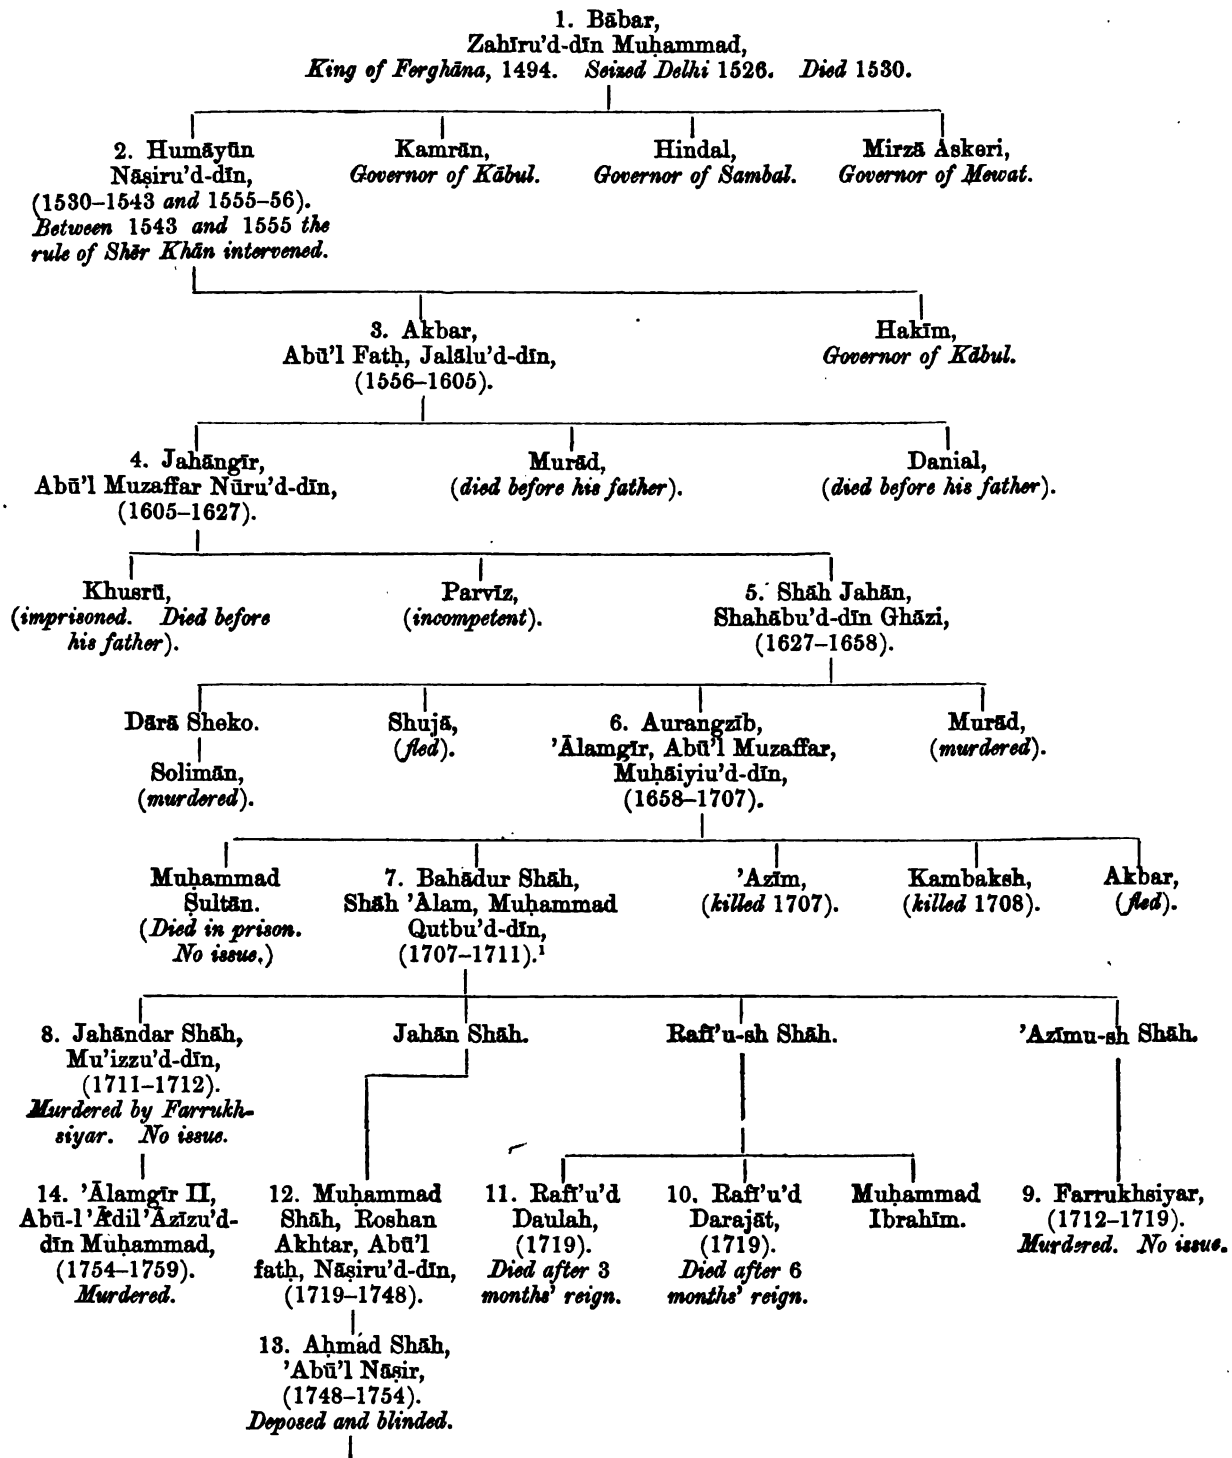 1. Bābar,
Zahīru'd-dīn Muḥammad,
King of Ferghāna, 1494. Seized Delhi 1526. Died 1530.
2. Humāyūn
Nāṣiru'd-dīn,
(1530–1543 and 1555–56).
Between 1543 and 1555 the
rule of Shēr Khān intervened.
Kamrān,
Governor of Kābul.
Hindal,
Governor of Sambal.
Mirzā Askeri,
Governor of Mewat.
3. Akbar,
Abū'l Fatḥ, Jalālu'd-dīn,
(1556–1605).
Hakīm,
Governor of Kābul.
4. Jahāngīr,
Abū'l Muzaffar Nūru'd-dīn,
(1605–1627).
Murād,
(died before his father).
Danial,
(died before his father).
Khusrū,
(imprisoned. Died before
his father).
Parvīz,
(incompetent).
5. Shāh Jahān,
Shahābu'd-dīn Ghāzi,
(1627–1658).
Dārā Sheko.
Solimān,
(murdered).
Shujā,
(fled).
6. Aurangzīb,
'Ālamgīr, Abū'l Muzaffar,
Muḥāiyiu'd-dīn,
(1658–1707).
Murād,
(murdered).
Muḥammad
Ṣultān.
(Died in prison.
No issue.)
7. Bahādur Shāh,
Shāh 'Ālam, Muḥammad
Qutbu'd-dīn,
(1707–1711).¹
'Azīm,
(killed 1707).
Kambaksh,
(killed 1708).
Akbar,
(fled).
8. Jahāndar Shāh,
Mu'izzu'd-dīn,
(1711–1712).
Murdered by Farrukh-
siyar. No issue.
Jahān Shāh.
Rafī'u-sh Shāh.
'Azīmu-sh Shāh.
14. 'Ālamgīr II,
Abū-l 'Ādil 'Azīzu'd-
dīn Muḥammad,
(1754–1759).
Murdered.
12. Muḥammad
Shāh, Roshan
Akhtar, Abū'l
fatḥ, Nāṣiru'd-dīn,
(1719–1748).
11. Rafī'u'd
Daulah,
(1719).
Died after 3
months' reign.
10. Rafī'u'd
Darajāt,
(1719).
Died after 6
months' reign.
Muḥammad
Ibrahīm.
9. Farrukhsiyar,
(1712–1719).
Murdered. No issue.
13. Aḥmad Shāh,
'Abū'l Nāṣir,
(1748–1754).
Deposed and blinded.